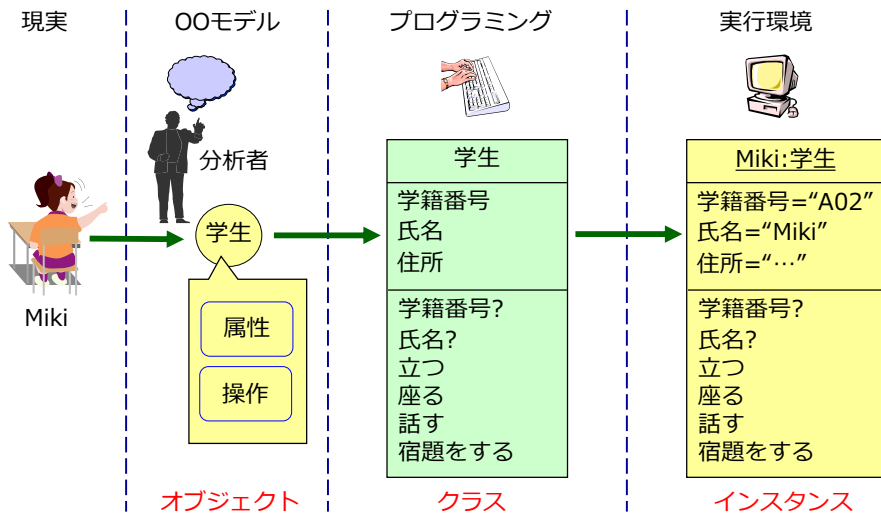 現実
OOモデル
プログラミング
実行環境
分析者
Miki
学生
属性
操作
学生
学籍番号
氏名
住所
学籍番号?
氏名?
立つ
座る
話す
宿題をする
Miki:学生
学籍番号=“A02”
氏名=“Miki”
住所=“…”
学籍番号?
氏名?
立つ
座る
話す
宿題をする
オブジェクト
クラス
インスタンス